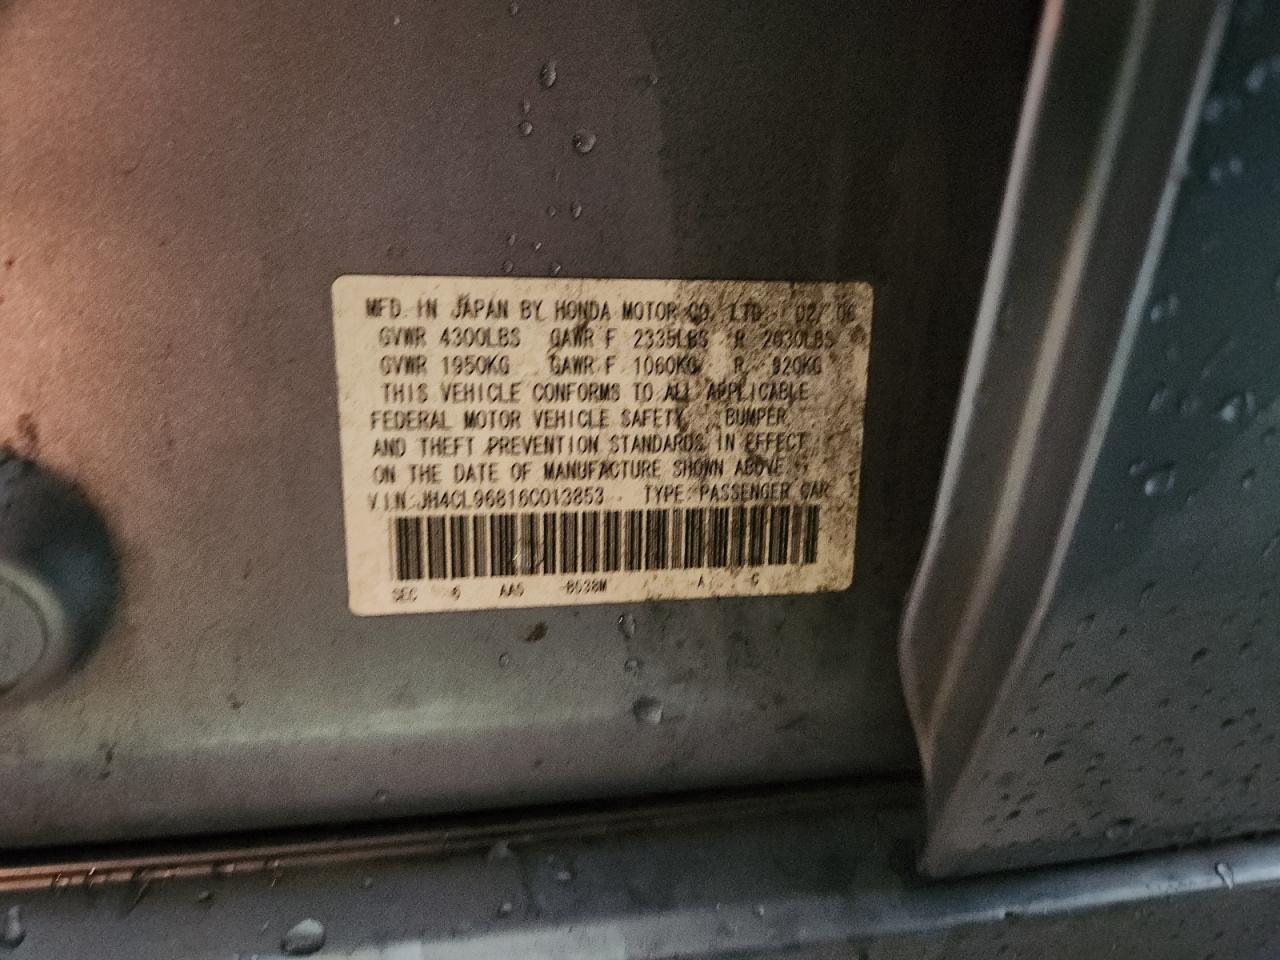 MFD. IN JAPAN BY HONDA MOTOR CO. LTD. 02/06
GVWR 4300LBS GAWR F 2335LBS R 2030LBS
GVWR 1950KG GAWR F 1060KG R 920KG
THIS VEHICLE CONFORMS TO ALL APPLICABLE
FEDERAL MOTOR VEHICLE SAFETY, BUMPER
AND THEFT PREVENTION STANDARDS IN EFFECT
ON THE DATE OF MANUFACTURE SHOWN ABOVE.
V.I.N: JH4CL96816C013853 TYPE: PASSENGER CAR
SEC 6 A C